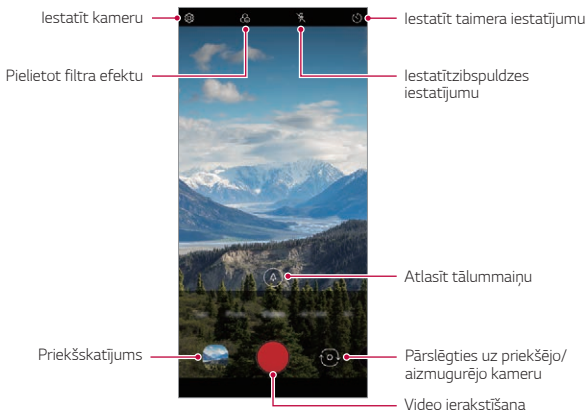 Iestatīt kameru
Iestatīt taimera iestatījumu
Pielietot filtra efektu
Iestatītzibspuldzes
iestatījumu
Atlasīt tālummaiņu
Priekšskatījums
Pārslēgties uz priekšējo/
aizmugurējo kameru
Video ierakstīšana